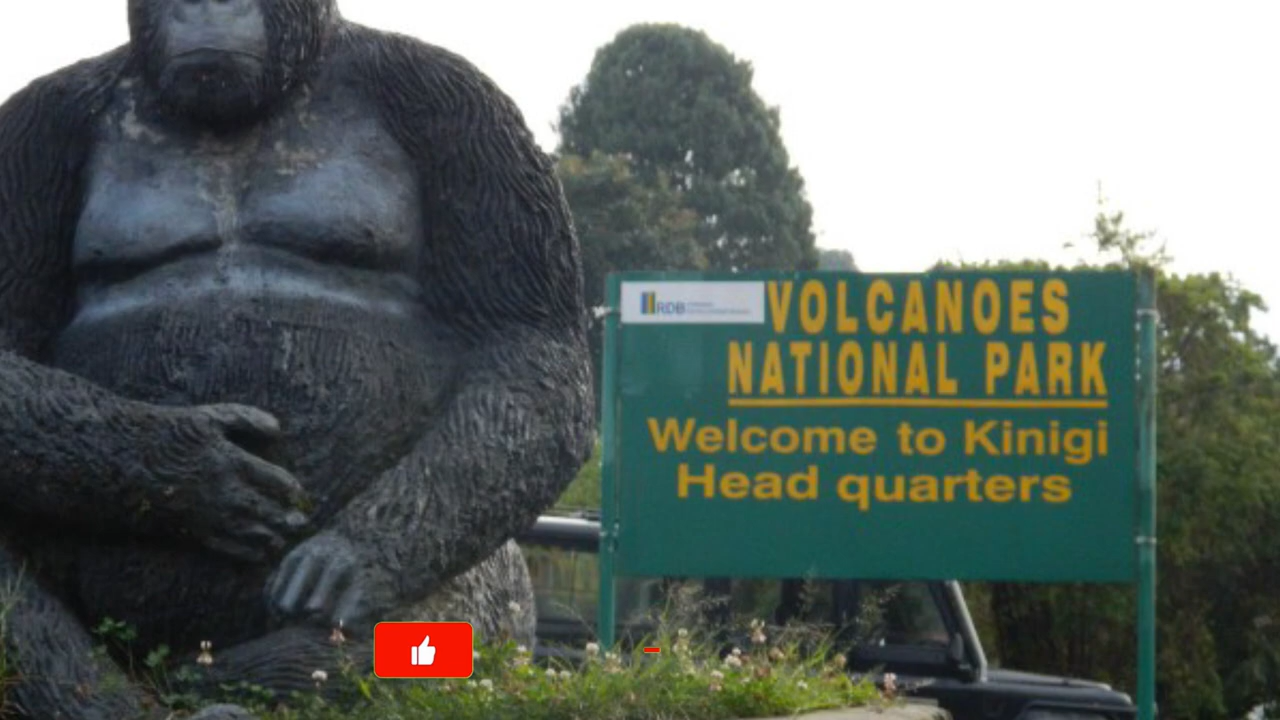 RDB
VOLCANOES
NATIONAL PARK
Welcome to Kinigi
Head quarters